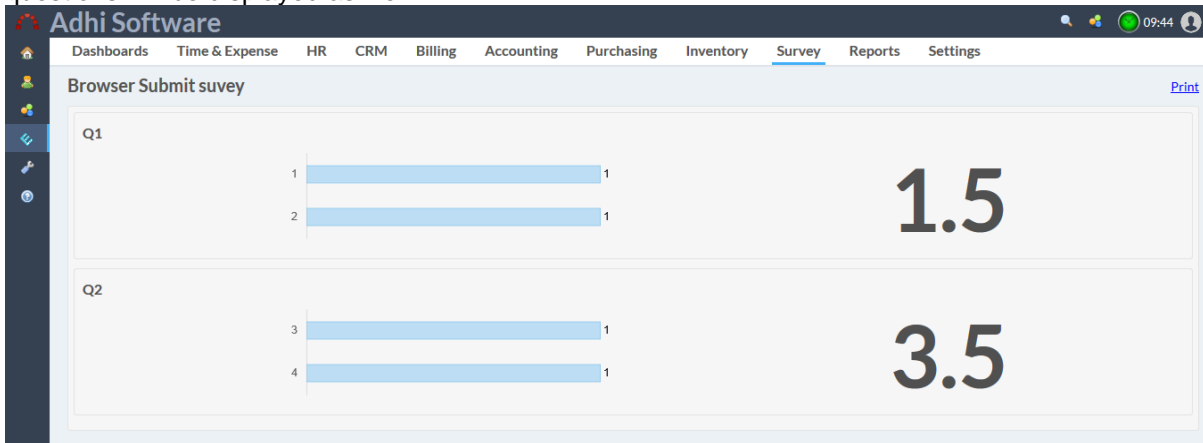 Adhi Software
09:44
Dashboards Time & Expense HR CRM Billing Accounting Purchasing Inventory Survey Reports Settings
Browser Submit suvey Print
Q1
1 1
2 1
1.5
Q2
3 1
4 1
3.5